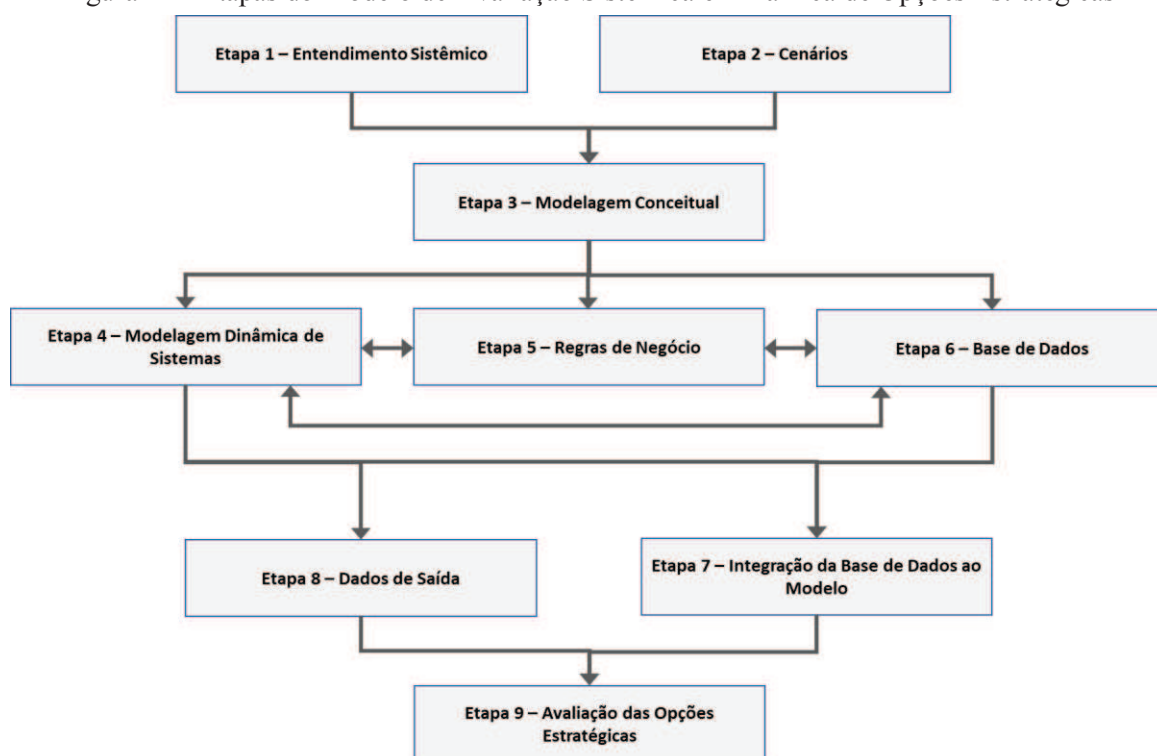 Etapa 1 – Entendimento Sistêmico
Etapa 2 – Cenários
Etapa 3 – Modelagem Conceitual
Etapa 4 – Modelagem Dinâmica de
Sistemas
Etapa 5 – Regras de Negócio
Etapa 6 – Base de Dados
Etapa 8 – Dados de Saída
Etapa 7 – Integração da Base de Dados ao
Modelo
Etapa 9 – Avaliação das Opções
Estratégicas